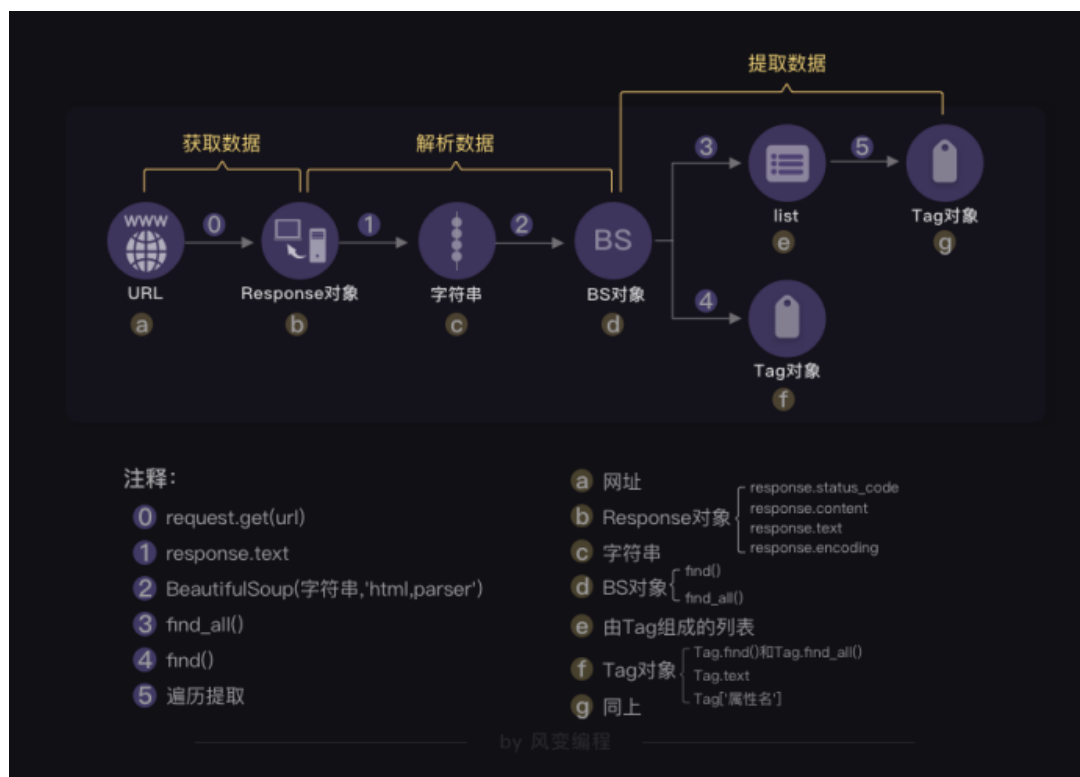 提取数据
获取数据
解析数据
WWW
0
1
2
BS
3
5
4
URL
Response对象
字符串
BS对象
list
Tag对象
Tag对象
a
b
c
d
e
g
f
注释：
0 request.get(url)
1 response.text
2 BeautifulSoup(字符串,'html,parser')
3 find_all()
4 find()
5 遍历提取
a 网址
b Response对象
response.status_code
response.content
response.text
response.encoding
c 字符串
d BS对象
find()
find_all()
e 由Tag组成的列表
f Tag对象
Tag.find()和Tag.find_all()
Tag.text
Tag['属性名']
g 同上
by 风变编程